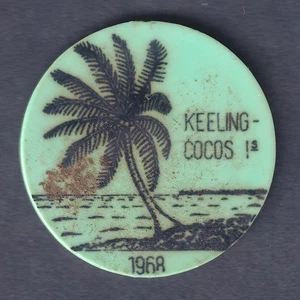 KEELING-
COCOS Is
1968